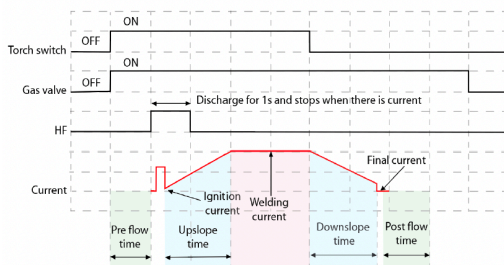 ON
Torch switch
OFF
ON
Gas valve
OFF
Discharge for 1s and stops when there is current
HF
Final current
Current
Ignition
current
Welding
current
Pre flow
time
Upslope
time
Downslope
time
Post flow
time